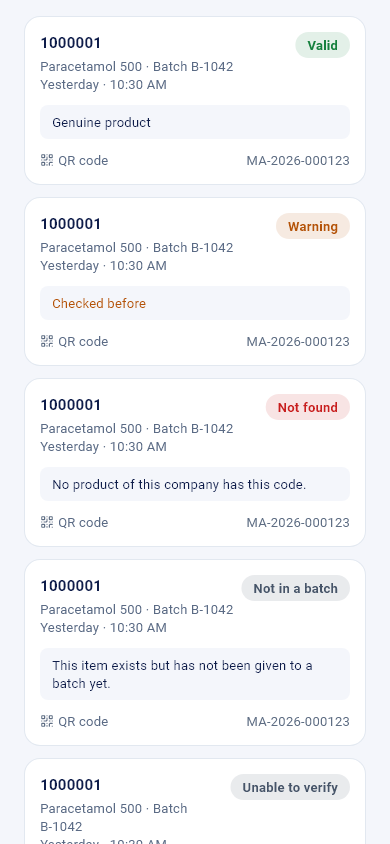 1000001
Valid
Paracetamol 500 · Batch B-1042
Yesterday · 10:30 AM
Genuine product
QR code
MA-2026-000123
1000001
Warning
Paracetamol 500 · Batch B-1042
Yesterday · 10:30 AM
Checked before
QR code
MA-2026-000123
1000001
Not found
Paracetamol 500 · Batch B-1042
Yesterday · 10:30 AM
No product of this company has this code.
QR code
MA-2026-000123
1000001
Not in a batch
Paracetamol 500 · Batch B-1042
Yesterday · 10:30 AM
This item exists but has not been given to a
batch yet.
QR code
MA-2026-000123
1000001
Unable to verify
Paracetamol 500 · Batch
B-1042
Yesterday · 10:30 AM